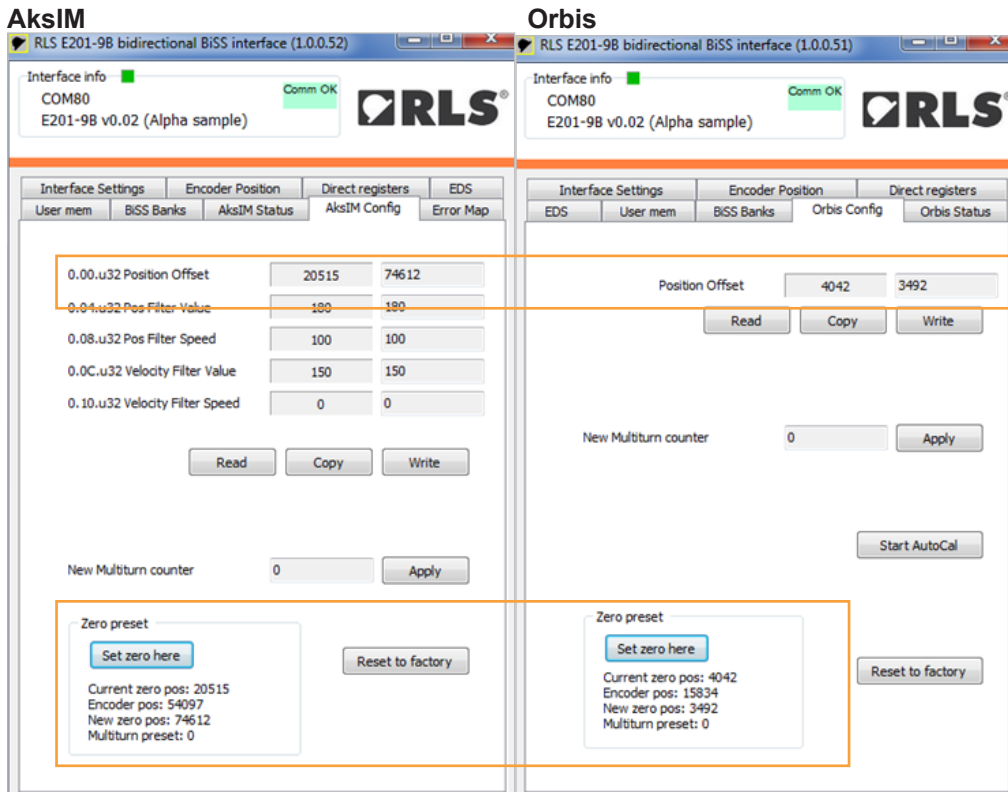 AksIM
RLS E201-9B bidirectional BiSS interface (1.0.0.52)
Interface info
COM80
E201-9B v0.02 (Alpha sample)
Comm OK
RLS®
Interface Settings Encoder Position Direct registers EDS
User mem BiSS Banks AksIM Status AksIM Config Error Map
0.00.u32 Position Offset 20515 74612
0.04.u32 Pos Filter Value 180 180
0.08.u32 Pos Filter Speed 100 100
0.0C.u32 Velocity Filter Value 150 150
0.10.u32 Velocity Filter Speed 0 0
Read Copy Write
New Multiturn counter 0 Apply
Zero preset
Set zero here
Current zero pos: 20515
Encoder pos: 54097
New zero pos: 74612
Multiturn preset: 0
Reset to factory
Orbis
RLS E201-9B bidirectional BiSS interface (1.0.0.51)
Interface info
COM80
E201-9B v0.02 (Alpha sample)
Comm OK
RLS®
Interface Settings Encoder Position Direct registers
EDS User mem BiSS Banks Orbis Config Orbis Status
Position Offset 4042 3492
Read Copy Write
New Multiturn counter 0 Apply
Start AutoCal
Zero preset
Set zero here
Current zero pos: 4042
Encoder pos: 15834
New zero pos: 3492
Multiturn preset: 0
Reset to factory